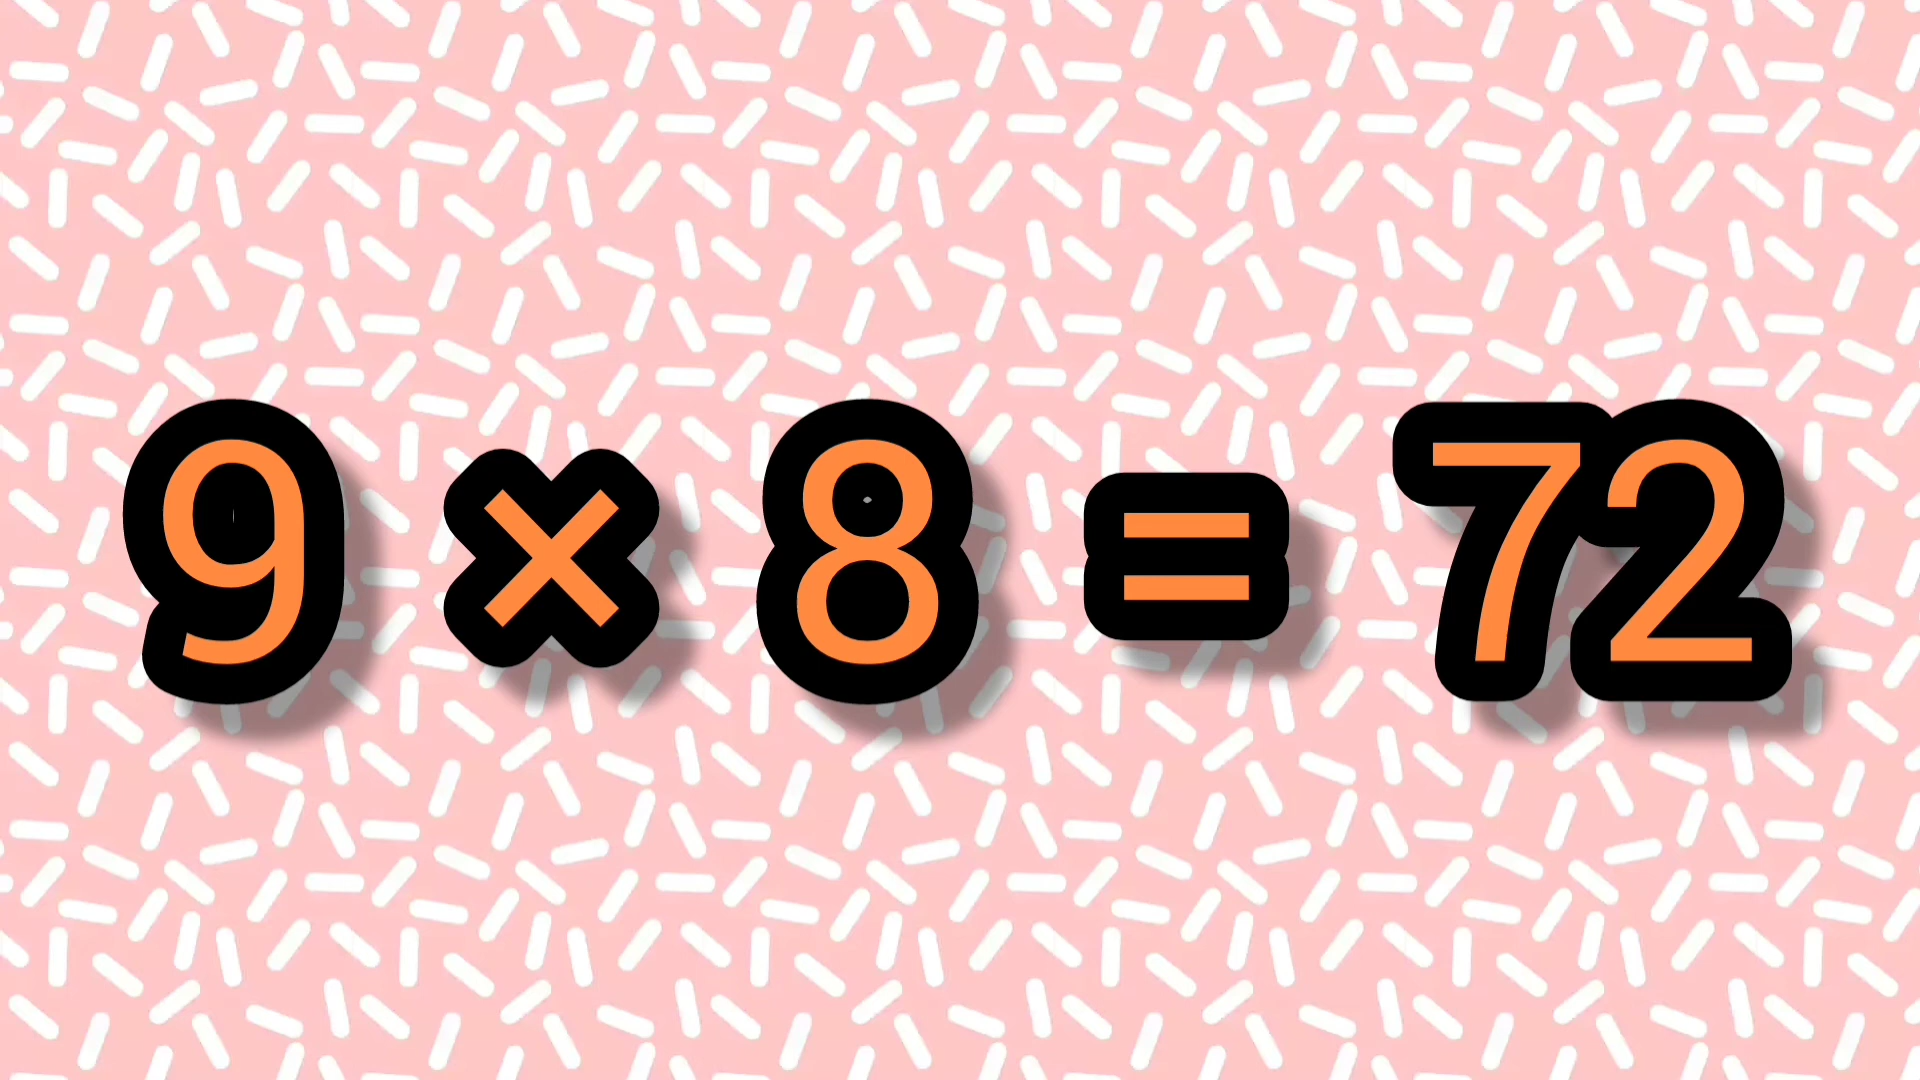 9 × 8 = 72